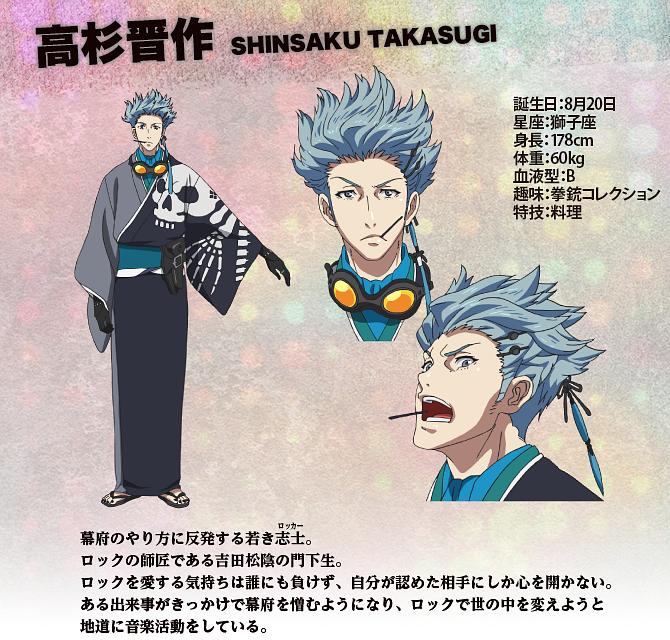 高杉晋作 SHINSAKU TAKASUGI
誕生日:8月20日
星座:獅子座
身長:178cm
体重:60kg
血液型:B
趣味:拳銃コレクション
特技:料理
幕府のやり方に反発する若き志士。
ロッカー
ロックの師匠である吉田松陰の門下生。
ロックを愛する気持ちは誰にも負けず、自分が認めた相手にしか心を開かない。
ある出来事がきっかけで幕府を憎むようになり、ロックで世の中を変えようと
地道に音楽活動をしている。